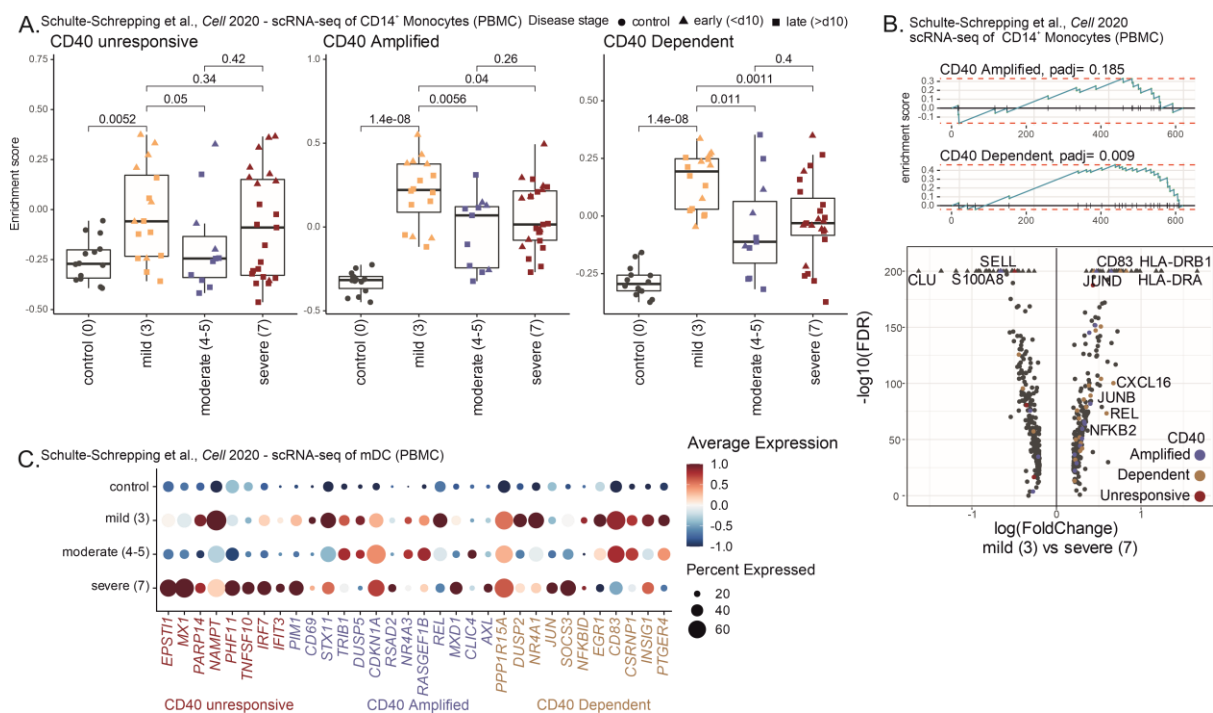 A.
Schulte-Schrepping et al., Cell 2020 - scRNA-seq of CD14+ Monocytes (PBMC) Disease stage control early (<d10) late (>d10)
CD40 unresponsive
CD40 Amplified
CD40 Dependent
Enrichment score
0.75
0.50
0.25
0.00
-0.25
-0.50
0.42
0.34
0.05
0.0052
control (0)
mild (3)
moderate (4-5)
severe (7)
1.0
0.5
0.0
-0.5
0.26
0.04
0.0056
1.4e-08
control (0)
mild (3)
moderate (4-5)
severe (7)
0.50
0.25
0.00
-0.25
0.4
0.0011
0.011
1.4e-08
control (0)
mild (3)
moderate (4-5)
severe (7)
B.
Schulte-Schrepping et al., Cell 2020
scRNA-seq of CD14+ Monocytes (PBMC)
CD40 Amplified, padj= 0.185
0.3
0.2
0.1
0.0
-0.1
0 200 400 600
CD40 Dependent, padj= 0.009
0.4
0.2
0.0
0 200 400 600
enrichment score
SELL CD83 HLA-DRB1
CLU S100A8 JUND HLA-DRA
CXCL16
JUNB
REL
NFKB2
CD40
Amplified
Dependent
Unresponsive
200
150
100
50
0
-log10(FDR)
-1 0 1
log(FoldChange)
mild (3) vs severe (7)
C.
Schulte-Schrepping et al., Cell 2020 - scRNA-seq of mDC (PBMC)
control
mild (3)
moderate (4-5)
severe (7)
EPSTI1 MX1 PARP14 NAMPT PHF11 TNFSF10 IRF7 IFIT3 PIM1 CD69 STX11 TRIB1 DUSP5 CDKN1A RSAD2 NR4A3 RASGEF1B REL MXD1 CLIC4 AXL PPP1R15A DUSP2 NR4A1 JUN SOCS3 NFKBID EGR1 CD83 CSRNP1 INSIG1 PTGER4
CD40 unresponsive CD40 Amplified CD40 Dependent
Average Expression
1.0
0.5
0.0
-0.5
-1.0
Percent Expressed
20
40
60